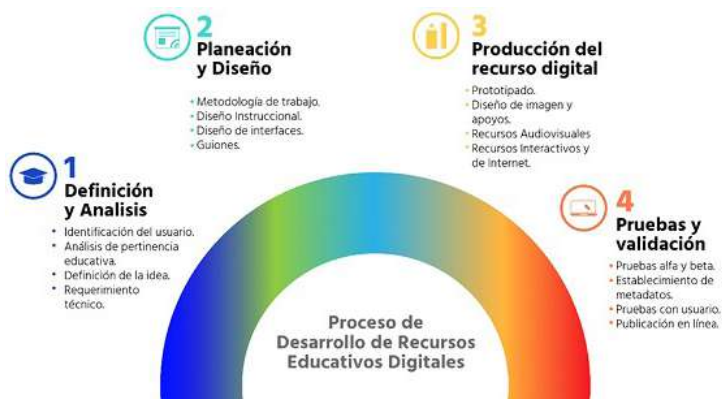 1
Definición
y Analisis
• Identificación del usuario.
• Análisis de pertinencia
educativa.
• Definición de la idea.
• Requerimiento
técnico.
2
Planeación
y Diseño
• Metodología de trabajo.
• Diseño Instruccional.
• Diseño de interfaces.
• Guiones.
3
Producción del
recurso digital
• Prototipado.
• Diseño de imagen y
apoyos.
• Recursos Audiovisuales
• Recursos Interactivos y
de Internet.
4
Pruebas y
validación
• Pruebas alfa y beta.
• Establecimiento de
metadatos.
• Pruebas con usuario.
• Publicación en línea.
Proceso de
Desarrollo de Recursos
Educativos Digitales